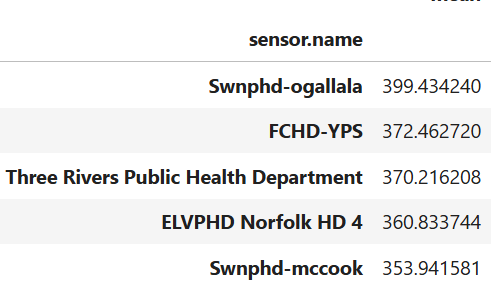 mean
sensor.name
Swnphd-ogallala 399.434240
FCHD-YPS 372.462720
Three Rivers Public Health Department 370.216208
ELVPHD Norfolk HD 4 360.833744
Swnphd-mccook 353.941581